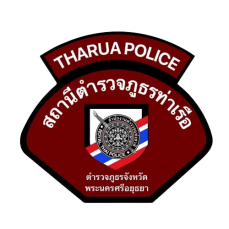 THARUA POLICE
สถานีตำรวจภูธรท่าเรือ
ตำรวจภูธรจังหวัด
พระนครศรีอยุธยา